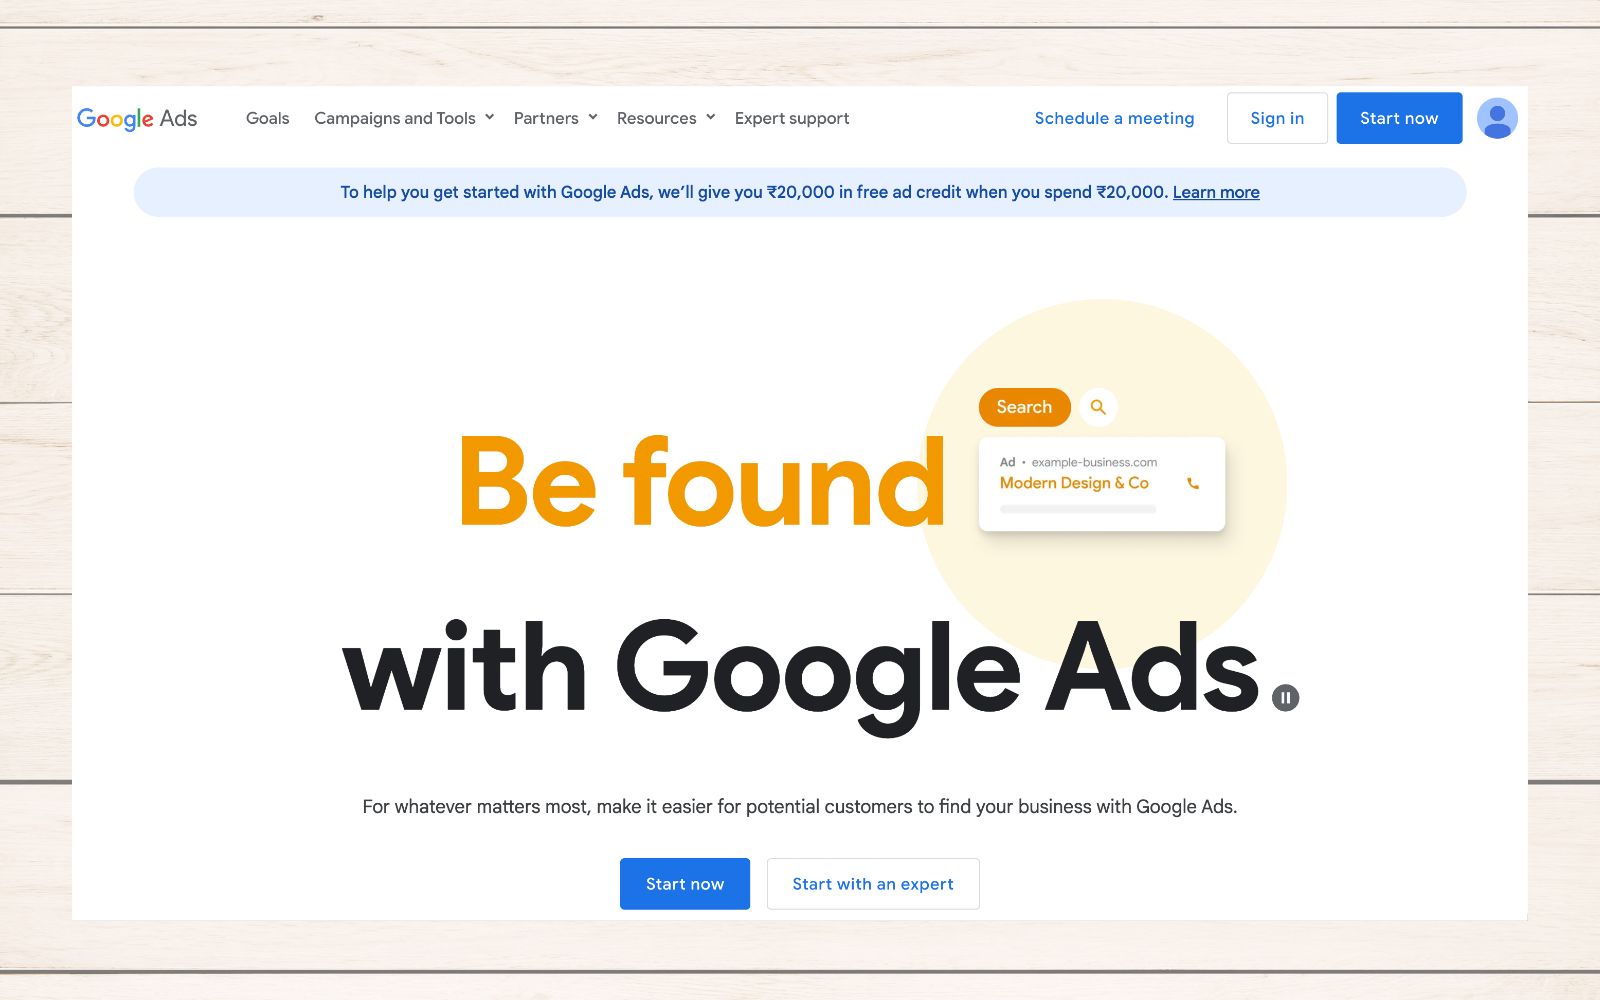 Google Ads Goals Campaigns and Tools Partners Resources Expert support Schedule a meeting Sign in Start now
To help you get started with Google Ads, we’ll give you ₹20,000 in free ad credit when you spend ₹20,000. Learn more
Search
Ad • example-business.com
Modern Design & Co
Be found
with Google Ads
For whatever matters most, make it easier for potential customers to find your business with Google Ads.
Start now Start with an expert